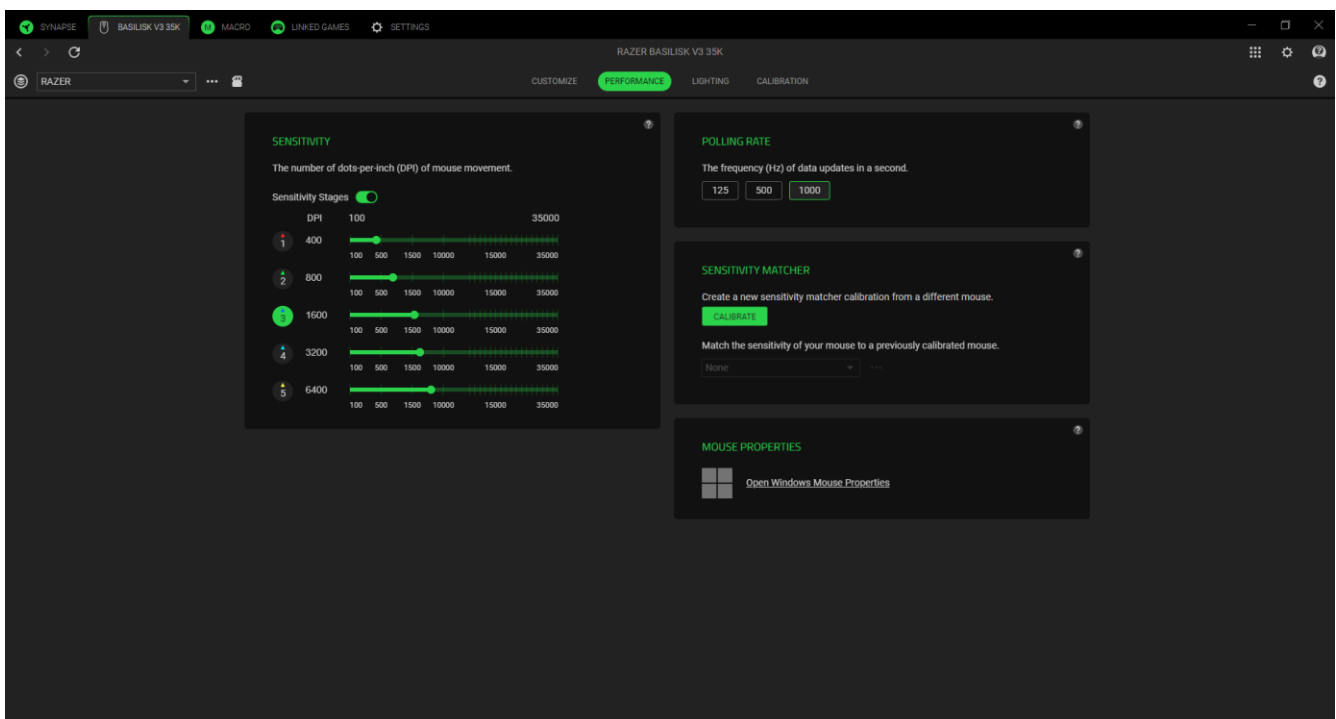 SYNAPSE BASILISK V3 35K M MACRO LINKED GAMES SETTINGS
RAZER BASILISK V3 35K
RAZER CUSTOMIZE PERFORMANCE LIGHTING CALIBRATION ?
?
SENSITIVITY
The number of dots-per-inch (DPI) of mouse movement.
Sensitivity Stages
DPI 100 35000
1 400
100 500 1500 10000 15000 35000
2 800
100 500 1500 10000 15000 35000
3 1600
100 500 1500 10000 15000 35000
4 3200
100 500 1500 10000 15000 35000
5 6400
100 500 1500 10000 15000 35000
?
POLLING RATE
The frequency (Hz) of data updates in a second.
125 500 1000
?
SENSITIVITY MATCHER
Create a new sensitivity matcher calibration from a different mouse.
CALIBRATE
Match the sensitivity of your mouse to a previously calibrated mouse.
None
?
MOUSE PROPERTIES
Open Windows Mouse Properties